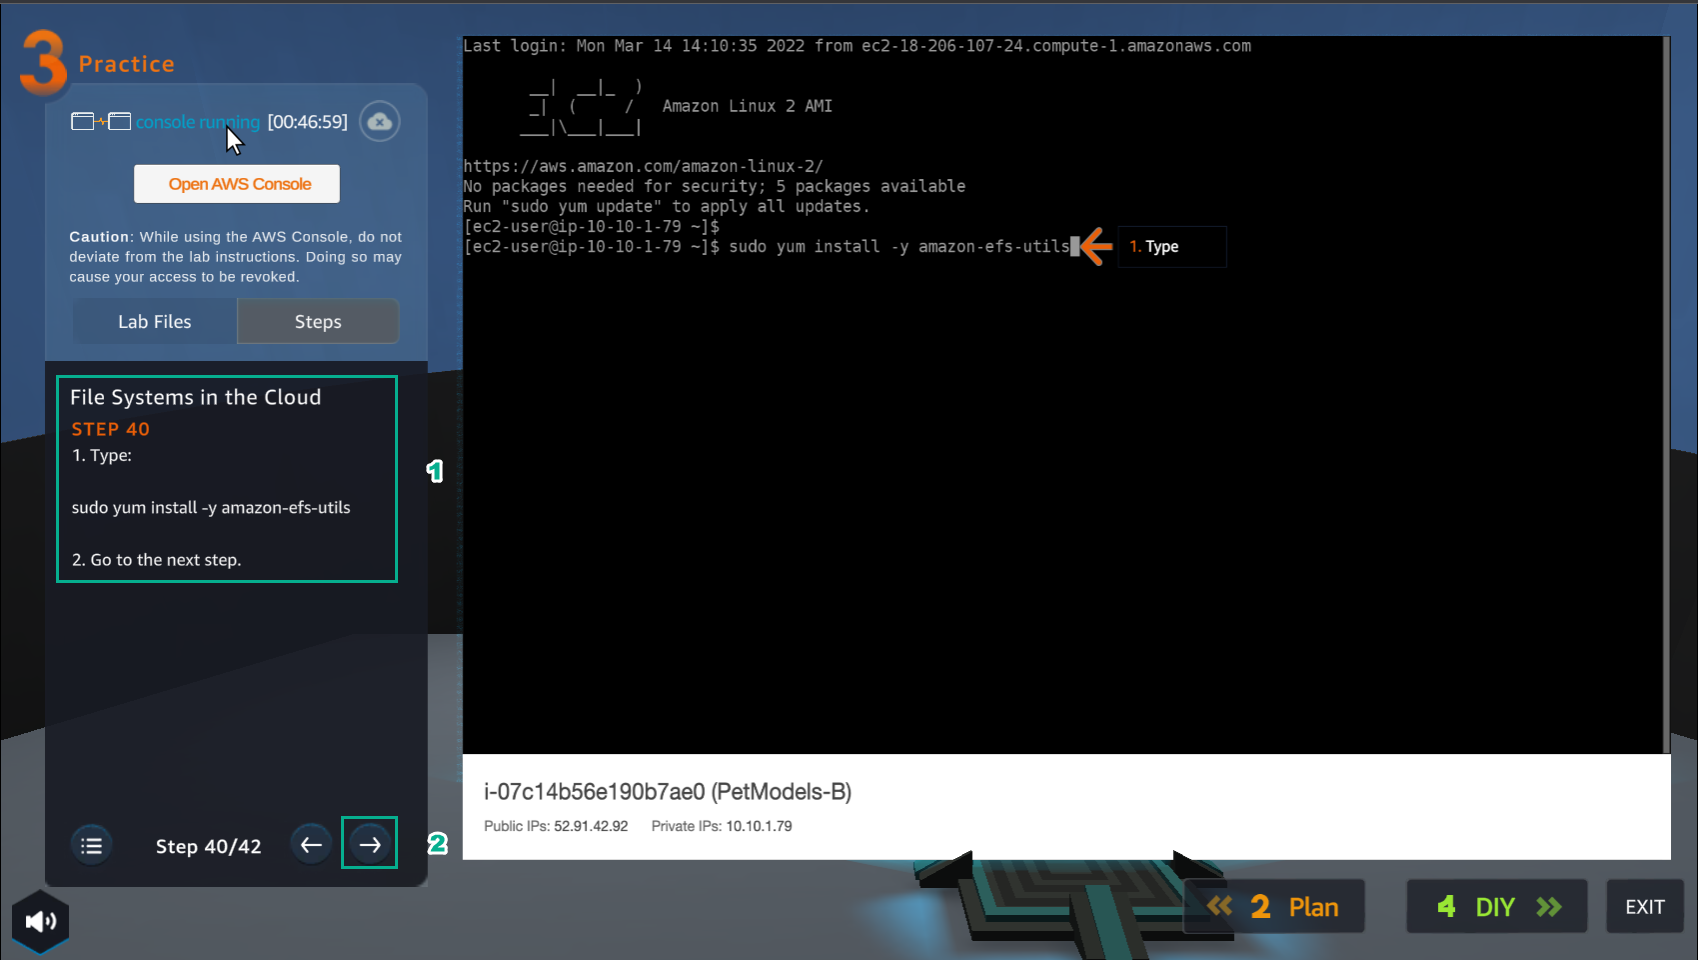 3 Practice
console running [00:46:59]
Open AWS Console
Caution: While using the AWS Console, do not
deviate from the lab instructions. Doing so may
cause your access to be revoked.
Lab Files
Steps
File Systems in the Cloud
STEP 40
1. Type:
sudo yum install -y amazon-efs-utils
2. Go to the next step.
1
Step 40/42
2
Last login: Mon Mar 14 14:10:35 2022 from ec2-18-206-107-24.compute-1.amazonaws.com
__|  __|_  )
_|  (     /   Amazon Linux 2 AMI
___|\___|___|
https://aws.amazon.com/amazon-linux-2/
No packages needed for security; 5 packages available
Run "sudo yum update" to apply all updates.
[ec2-user@ip-10-10-1-79 ~]$
[ec2-user@ip-10-10-1-79 ~]$ sudo yum install -y amazon-efs-utils
1. Type
i-07c14b56e190b7ae0 (PetModels-B)
Public IPs: 52.91.42.92 Private IPs: 10.10.1.79
2 Plan
4 DIY
EXIT